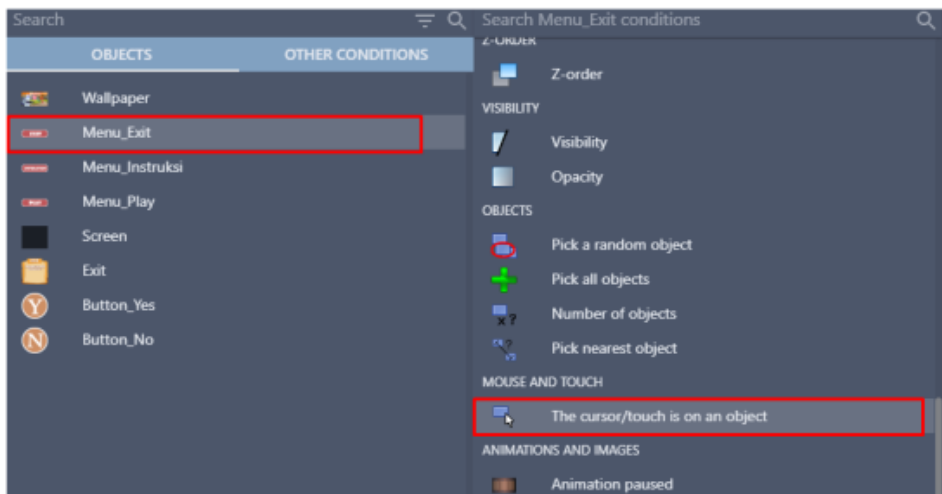 Search
OBJECTS
OTHER CONDITIONS
Wallpaper
Menu_Exit
Menu_Instruksi
Menu_Play
Screen
Exit
Y
Button_Yes
N
Button_No
Search Menu_Exit conditions
Z-ORDER
Z-order
VISIBILITY
Visibility
Opacity
OBJECTS
Pick a random object
Pick all objects
x ?
Number of objects
?
Pick nearest object
MOUSE AND TOUCH
The cursor/touch is on an object
ANIMATIONS AND IMAGES
Animation paused